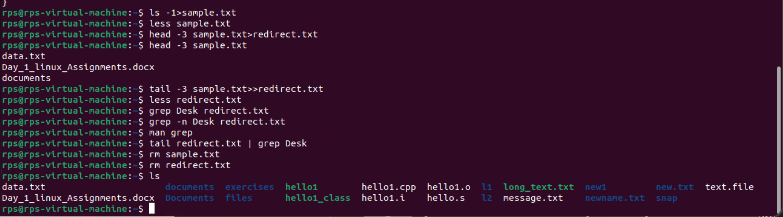 }
rps@rps-virtual-machine:~$ ls -1>sample.txt
rps@rps-virtual-machine:~$ less sample.txt
rps@rps-virtual-machine:~$ head -3 sample.txt>redirect.txt
rps@rps-virtual-machine:~$ head -3 sample.txt
data.txt
Day_1_linux_Assignments.docx
documents
rps@rps-virtual-machine:~$ tail -3 sample.txt>>redirect.txt
rps@rps-virtual-machine:~$ less redirect.txt
rps@rps-virtual-machine:~$ grep Desk redirect.txt
rps@rps-virtual-machine:~$ grep -n Desk redirect.txt
rps@rps-virtual-machine:~$ man grep
rps@rps-virtual-machine:~$ tail redirect.txt | grep Desk
rps@rps-virtual-machine:~$ rm sample.txt
rps@rps-virtual-machine:~$ rm redirect.txt
rps@rps-virtual-machine:~$ ls
data.txt documents exercises hello1 hello1.cpp hello1.o l1 long_text.txt new1 new.txt text.file
Day_1_linux_Assignments.docx Documents files hello1_class hello1.i hello.s l2 message.txt newname.txt snap
rps@rps-virtual-machine:~$